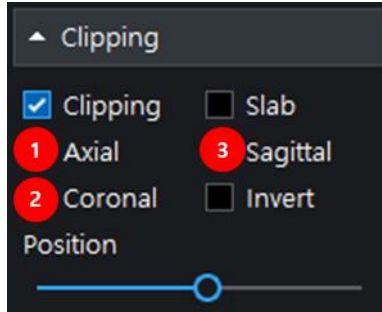 Clipping
Clipping Slab
1 Axial 3 Sagittal
2 Coronal Invert
Position